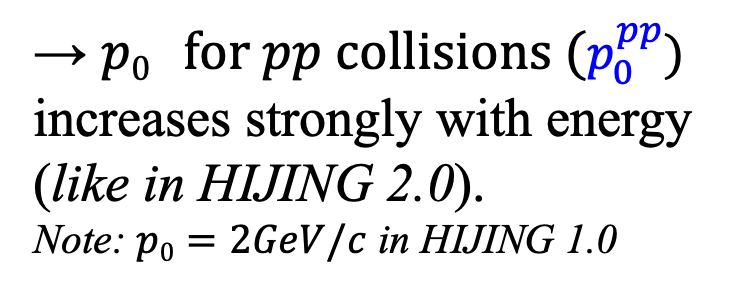 → p₀ for pp collisions (p₀ᵖᵖ)
increases strongly with energy
(like in HIJING 2.0).
Note: p₀ = 2GeV/c in HIJING 1.0